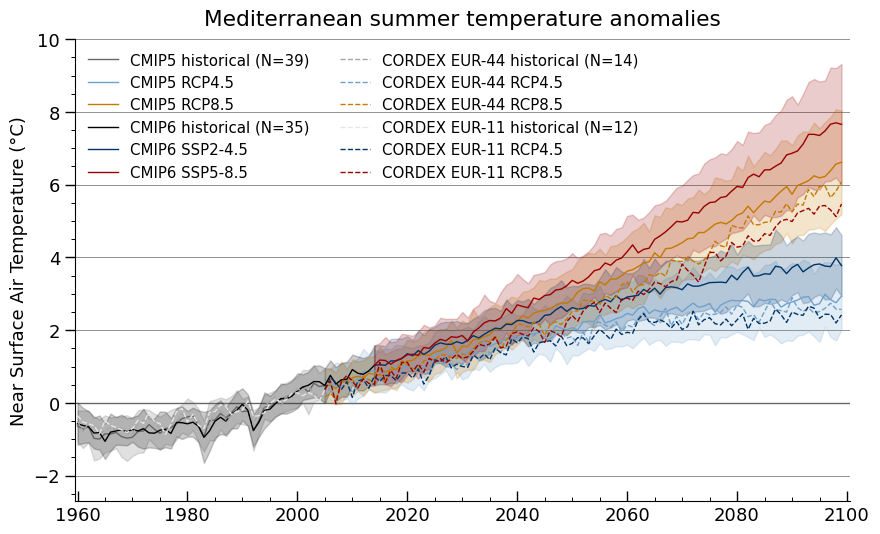 Mediterranean summer temperature anomalies
Near Surface Air Temperature (°C)
10
8
6
4
2
0
−2
CMIP5 historical (N=39)
CMIP5 RCP4.5
CMIP5 RCP8.5
CMIP6 historical (N=35)
CMIP6 SSP2-4.5
CMIP6 SSP5-8.5
CORDEX EUR-44 historical (N=14)
CORDEX EUR-44 RCP4.5
CORDEX EUR-44 RCP8.5
CORDEX EUR-11 historical (N=12)
CORDEX EUR-11 RCP4.5
CORDEX EUR-11 RCP8.5
1960 1980 2000 2020 2040 2060 2080 2100